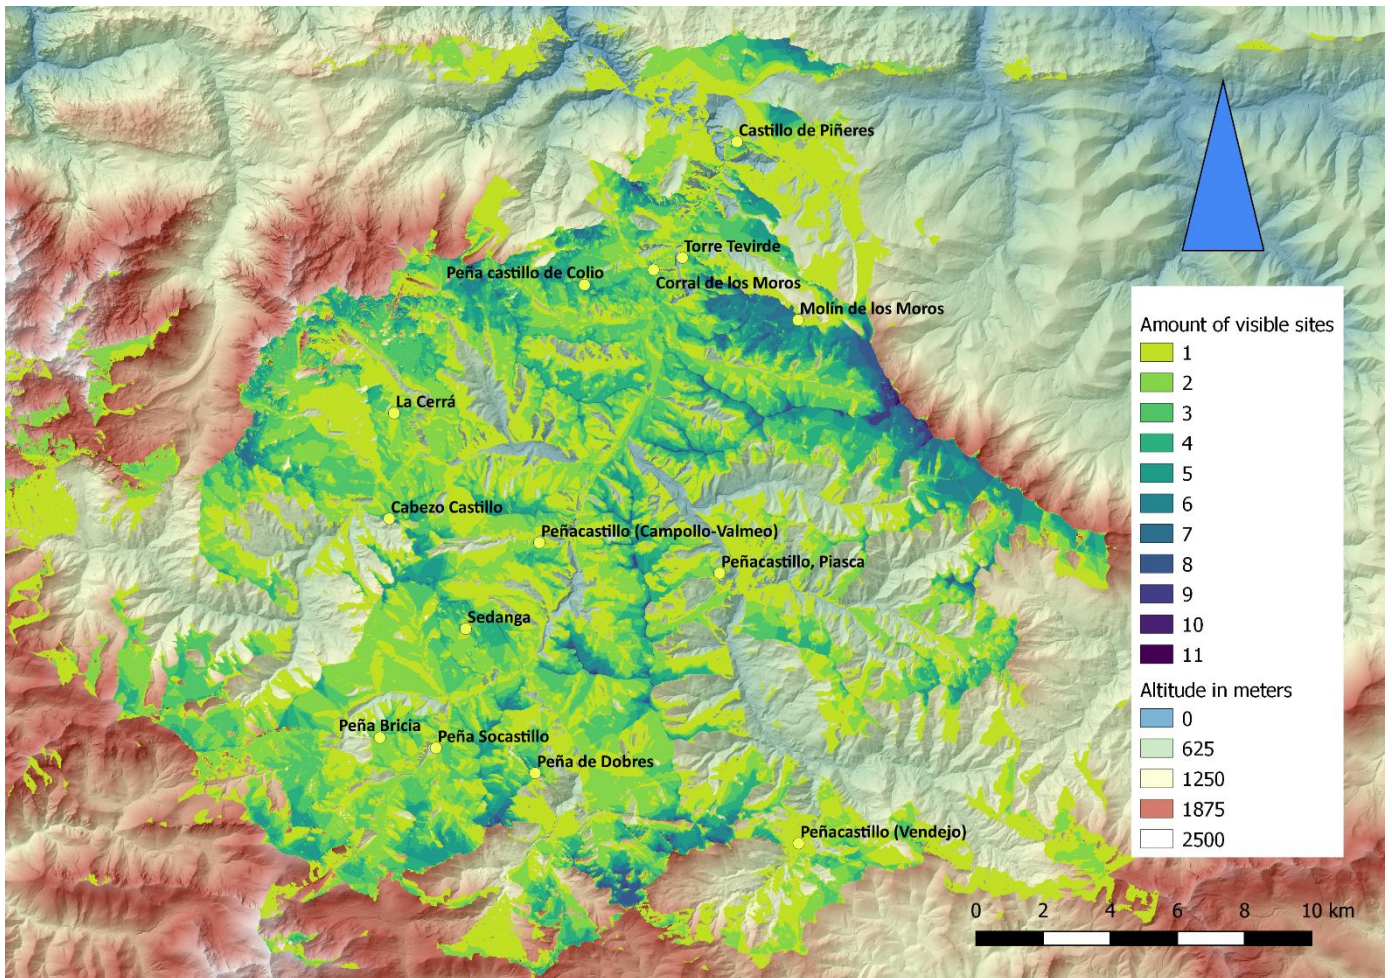 Castillo de Piñeres
Torre Tevirde
Peña castillo de Colio
Corral de los Moros
Molín de los Moros
La Cerrá
Cabezo Castillo
Peñacastillo (Campollo-Valmeo)
Peñacastillo, Piasca
Sedanga
Peña Bricia
Peña Socastillo
Peña de Dobres
Peñacastillo (Vendejo)
Amount of visible sites
1
2
3
4
5
6
7
8
9
10
11
Altitude in meters
0
625
1250
1875
2500
0 2 4 6 8 10 km